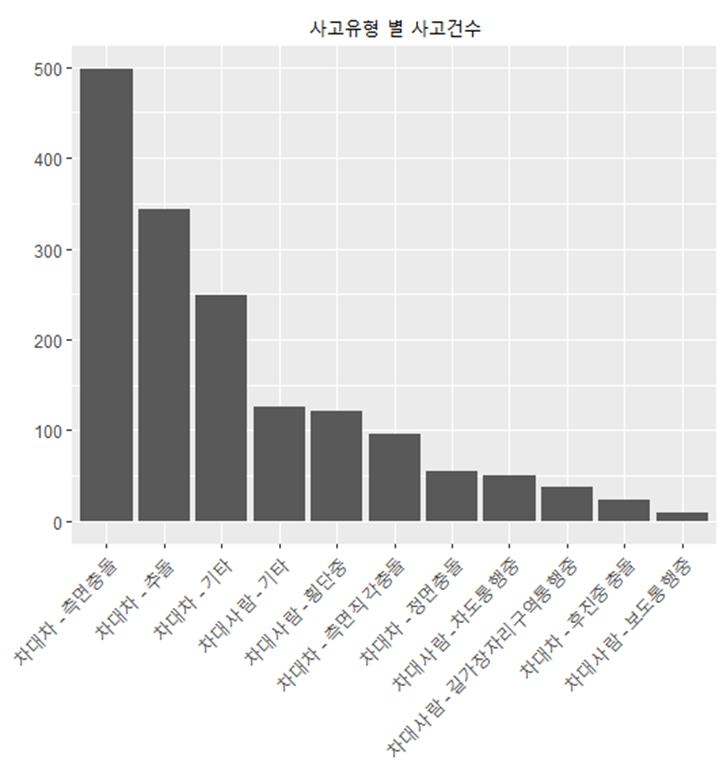 사고유형 별 사고건수
500
400
300
200
100
0
차대차 - 측면충돌
차대차 - 추돌
차대차 - 기타
차대사람 - 기타
차대사람 - 횡단중
차대차 - 측면직각충돌
차대차 - 정면충돌
차대사람 - 차도통행중
차대사람 - 길가장자리구역통행중
차대차 - 후진중충돌
차대사람 - 보도통행중